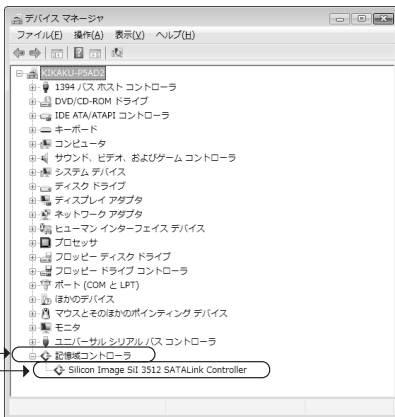 デバイス マネージャ
ファイル(F) 操作(A) 表示(V) ヘルプ(H)
KIKAKU-P5AD2
1394 バス ホスト コントローラ
DVD/CD-ROM ドライブ
IDE ATA/ATAPI コントローラ
キーボード
コンピュータ
サウンド、ビデオ、およびゲーム コントローラ
システム デバイス
ディスク ドライブ
ディスプレイ アダプタ
ネットワーク アダプタ
ヒューマン インターフェイス デバイス
プロセッサ
フロッピー ディスク ドライブ
フロッピー ドライブ コントローラ
ポート (COM と LPT)
ほかのデバイス
マウスとそのほかのポインティング デバイス
モニタ
ユニバーサル シリアル バス コントローラ
記憶域コントローラ
Silicon Image SiI 3512 SATALink Controller